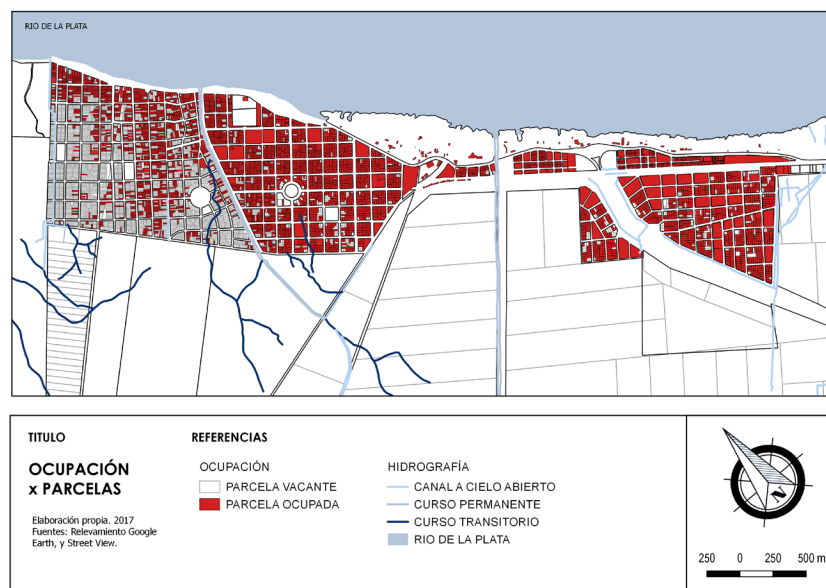 RIO DE LA PLATA
TITULO
OCUPACIÓN
x PARCELAS
Elaboración propia. 2017
Fuentes: Relevamiento Google
Earth, y Street View.
REFERENCIAS
OCUPACIÓN
PARCELA VACANTE
PARCELA OCUPADA
HIDROGRAFÍA
CANAL A CIELO ABIERTO
CURSO PERMANENTE
CURSO TRANSITORIO
RIO DE LA PLATA
N
250 0 250 500 m